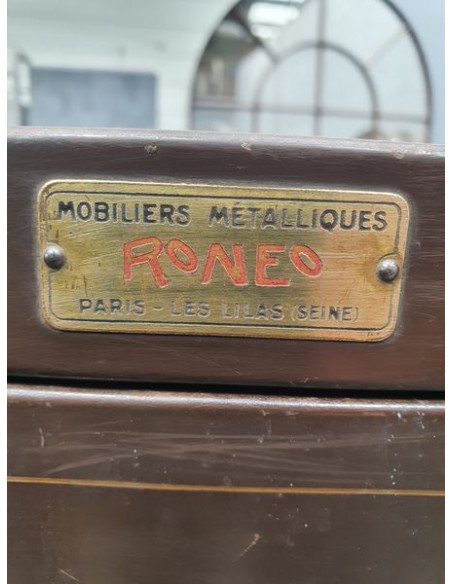 MOBILIERS MÉTALLIQUES
RONEO
PARIS - LES LILAS (SEINE)